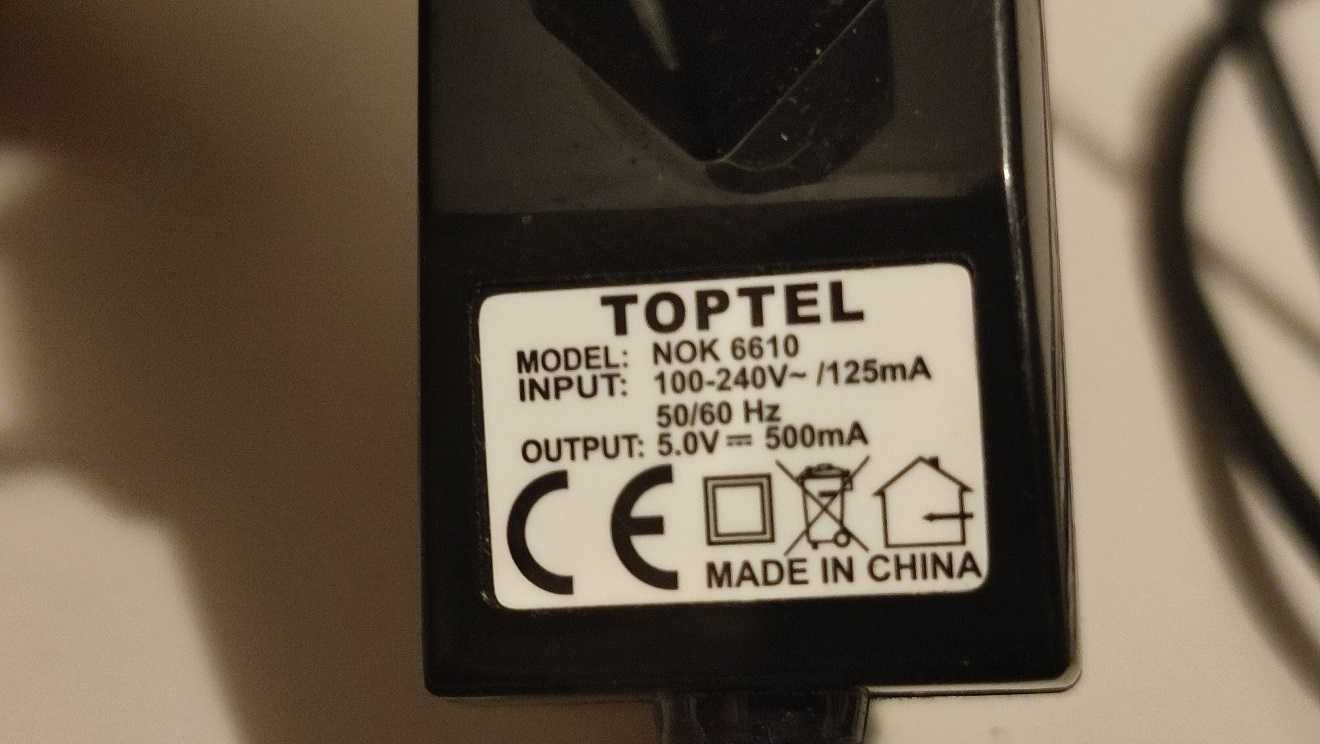 TOPTEL
MODEL: NOK 6610
INPUT: 100-240V~ /125mA
50/60 Hz
OUTPUT: 5.0V⎓ 500mA
CE
MADE IN CHINA